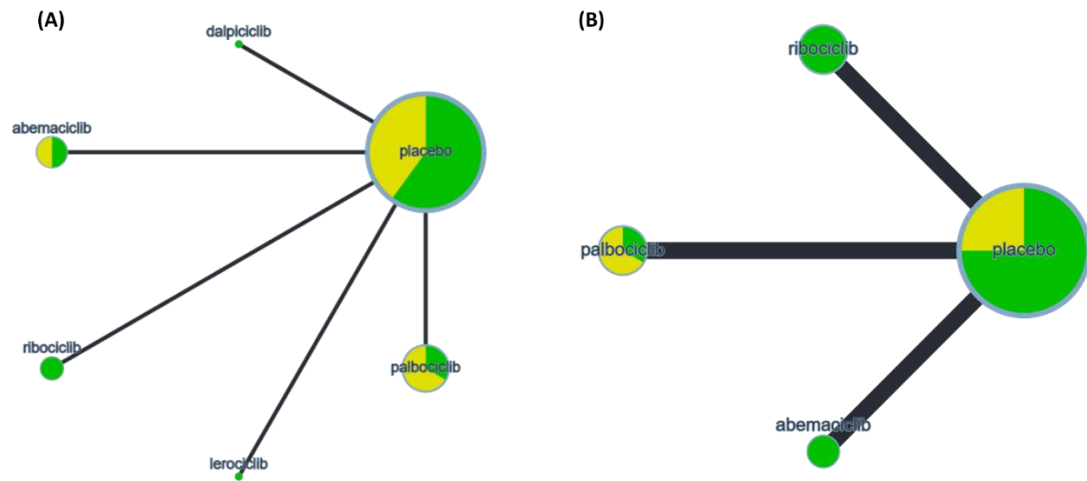 (A)
dalpiciclib
abemaciclib
placebo
ribociclib
palbociclib
lerociclib
(B)
ribociclib
palbociclib
placebo
abemaciclib